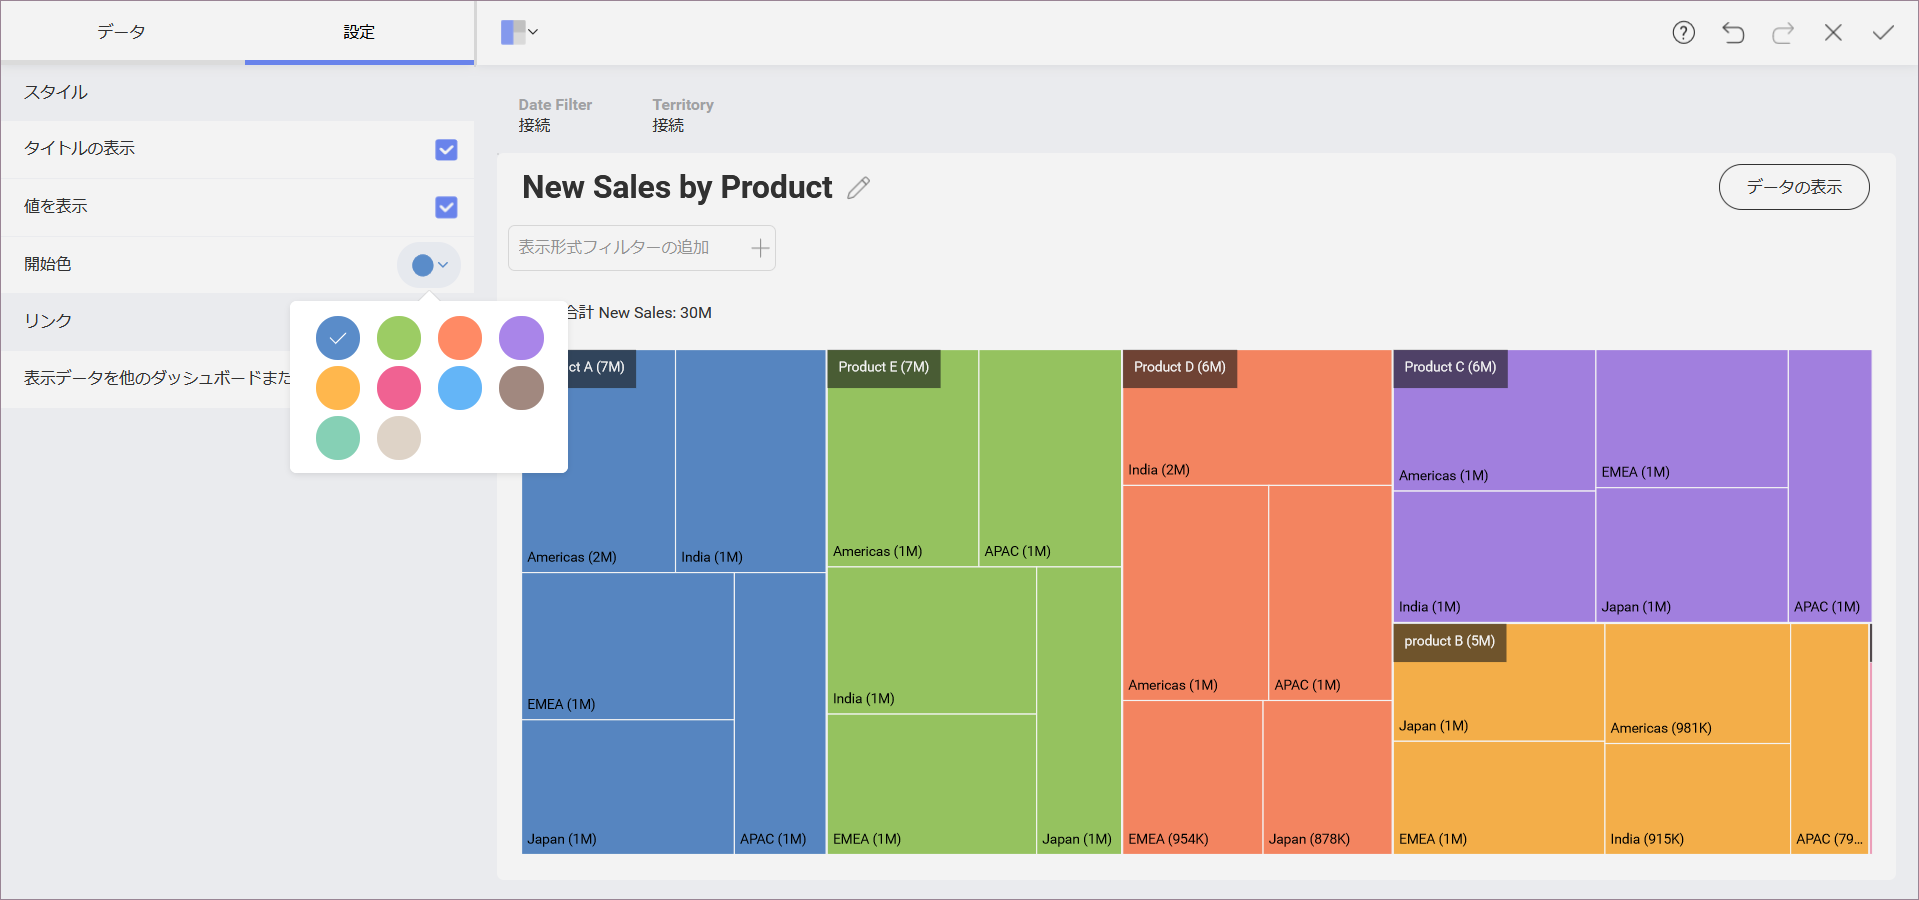 データ
設定
スタイル
タイトルの表示
値を表示
開始色
リンク
表示データを他のダッシュボードまた
Date Filter
接続
Territory
接続
New Sales by Product
データの表示
表示形式フィルターの追加
合計 New Sales: 30M
ct A (7M)
Americas (2M)
India (1M)
EMEA (1M)
Japan (1M)
APAC (1M)
Product E (7M)
Americas (1M)
APAC (1M)
India (1M)
EMEA (1M)
Japan (1M)
Product D (6M)
India (2M)
Americas (1M)
APAC (1M)
EMEA (954K)
Japan (878K)
Product C (6M)
Americas (1M)
EMEA (1M)
India (1M)
Japan (1M)
APAC (1M)
product B (5M)
Japan (1M)
Americas (981K)
EMEA (1M)
India (915K)
APAC (79...